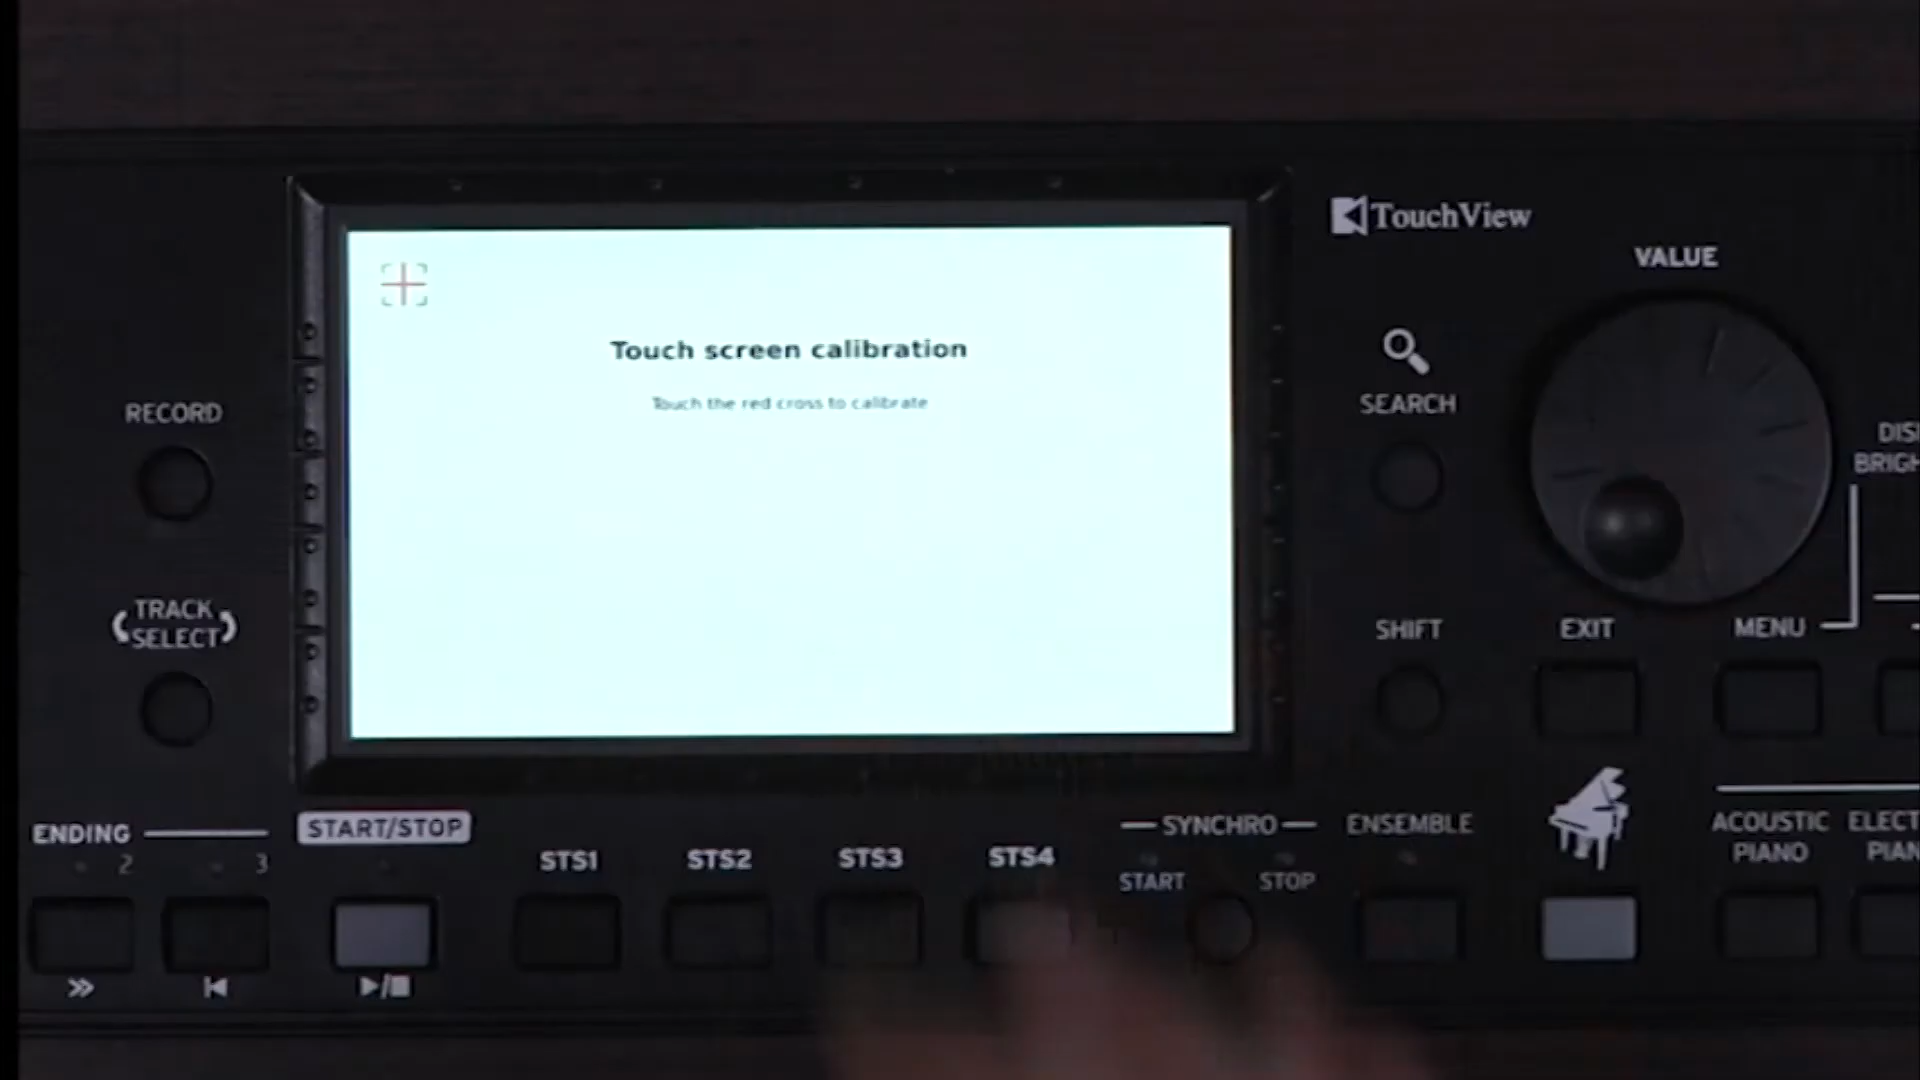 TouchView
VALUE
Touch screen calibration
Touch the red cross to calibrate
SEARCH
RECORD
TRACK
SELECT
SHIFT
EXIT
MENU
ENDING
2
3
START/STOP
STS1
STS2
STS3
STS4
SYNCHRO
START
STOP
ENSEMBLE
ACOUSTIC
PIANO